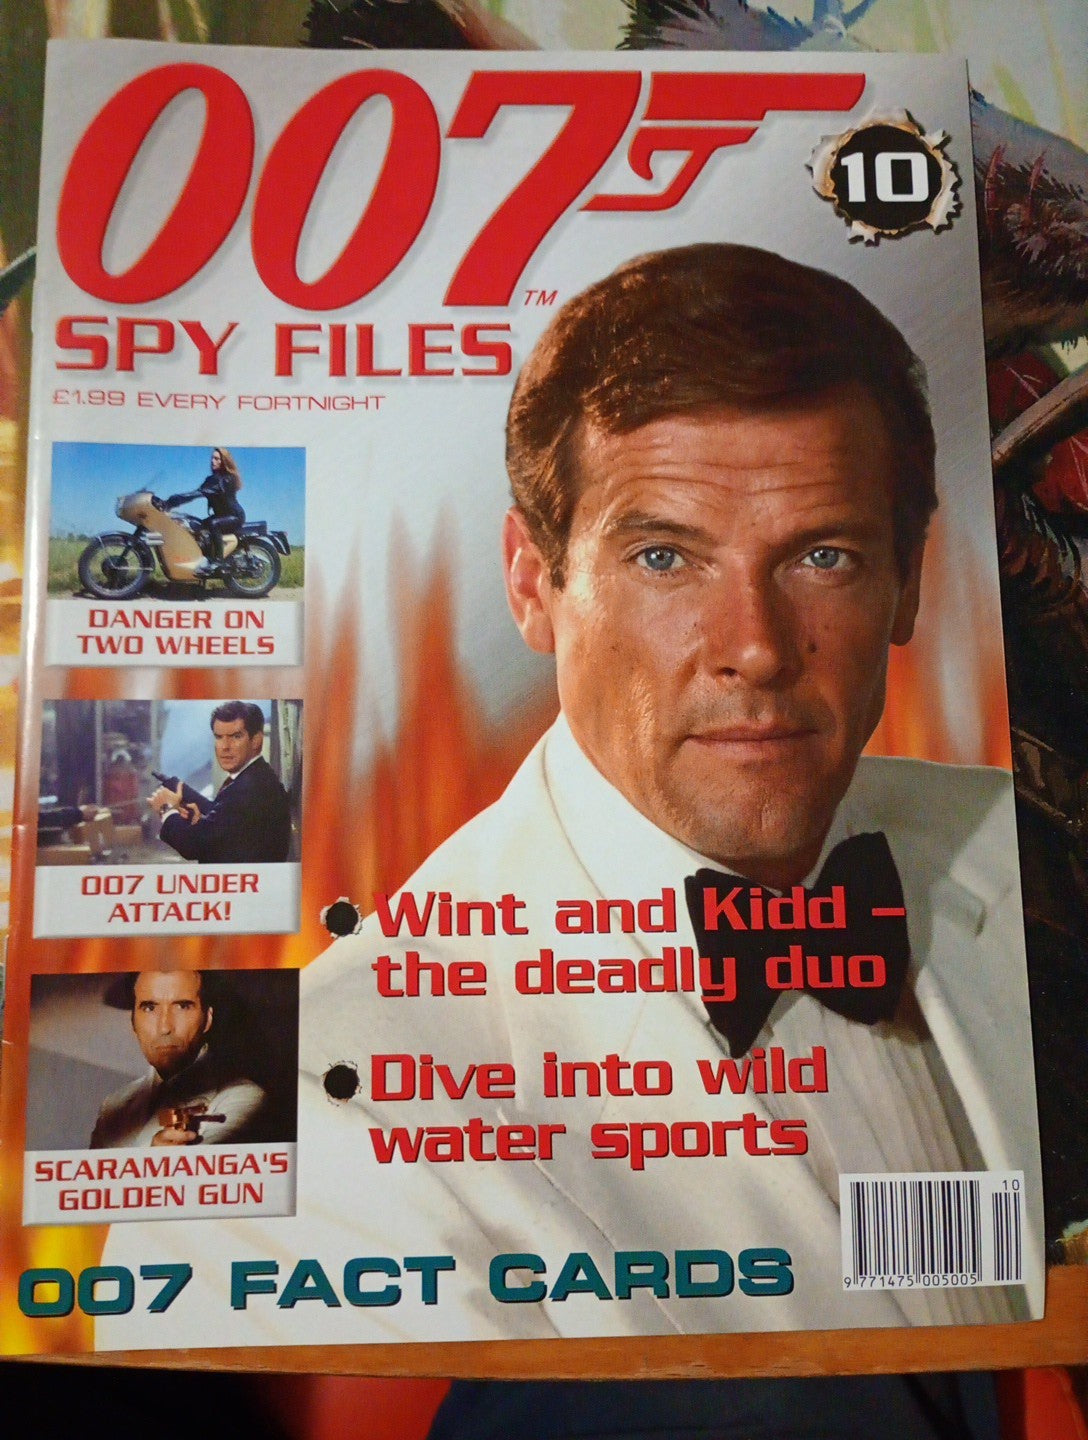 007
TM
10
SPY FILES
£1.99 EVERY FORTNIGHT
DANGER ON
TWO WHEELS
007 UNDER
ATTACK!
Wint and Kidd –
the deadly duo
Dive into wild
water sports
SCARAMANGA'S
GOLDEN GUN
007 FACT CARDS
10
9 771475 005005